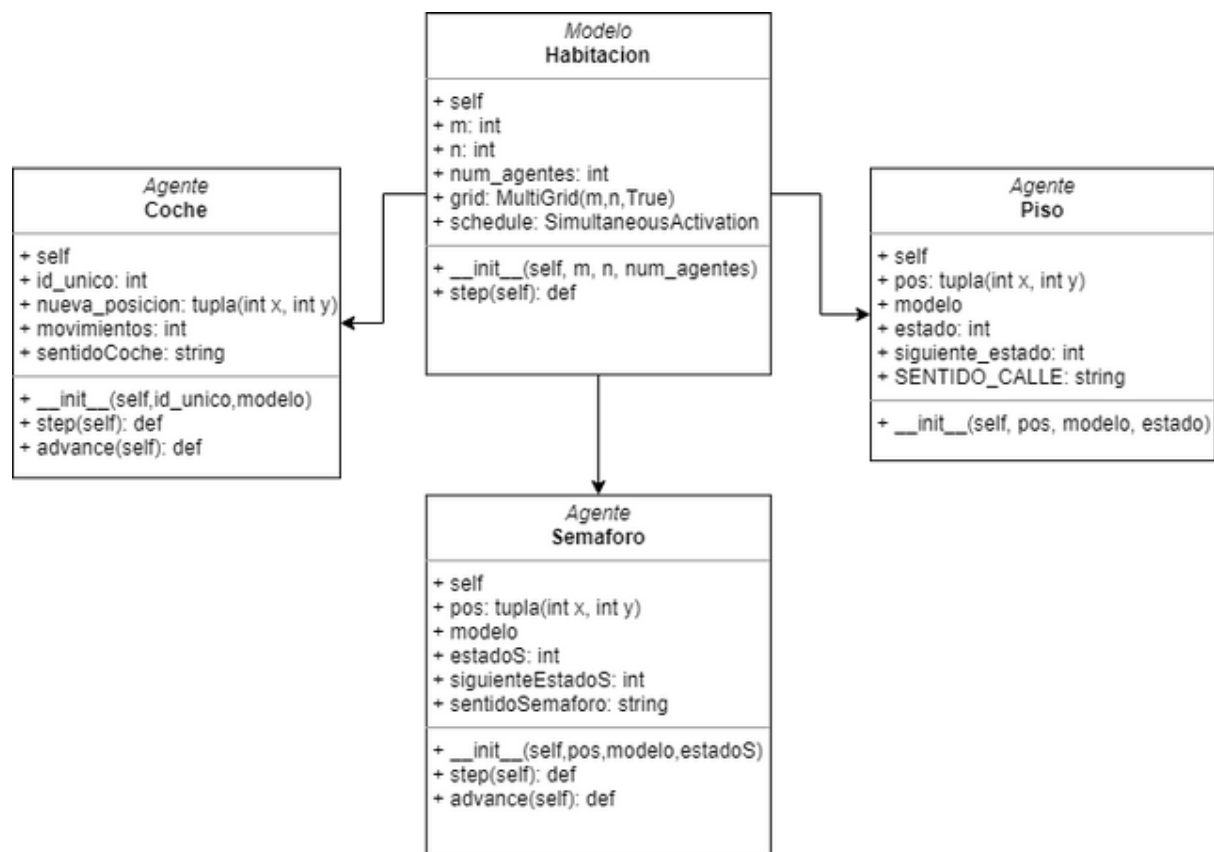 Modelo
Habitacion
+ self
+ m: int
+ n: int
+ num_agentes: int
+ grid: MultiGrid(m,n,True)
+ schedule: SimultaneousActivation
+ __init__(self, m, n, num_agentes)
+ step(self): def
Agente
Coche
+ self
+ id_unico: int
+ nueva_posicion: tupla(int x, int y)
+ movimientos: int
+ sentidoCoche: string
+ __init__(self,id_unico,modelo)
+ step(self): def
+ advance(self): def
Agente
Piso
+ self
+ pos: tupla(int x, int y)
+ modelo
+ estado: int
+ siguiente_estado: int
+ SENTIDO_CALLE: string
+ __init__(self, pos, modelo, estado)
Agente
Semaforo
+ self
+ pos: tupla(int x, int y)
+ modelo
+ estadoS: int
+ siguienteEstadoS: int
+ sentidoSemaforo: string
+ __init__(self,pos,modelo,estadoS)
+ step(self): def
+ advance(self): def